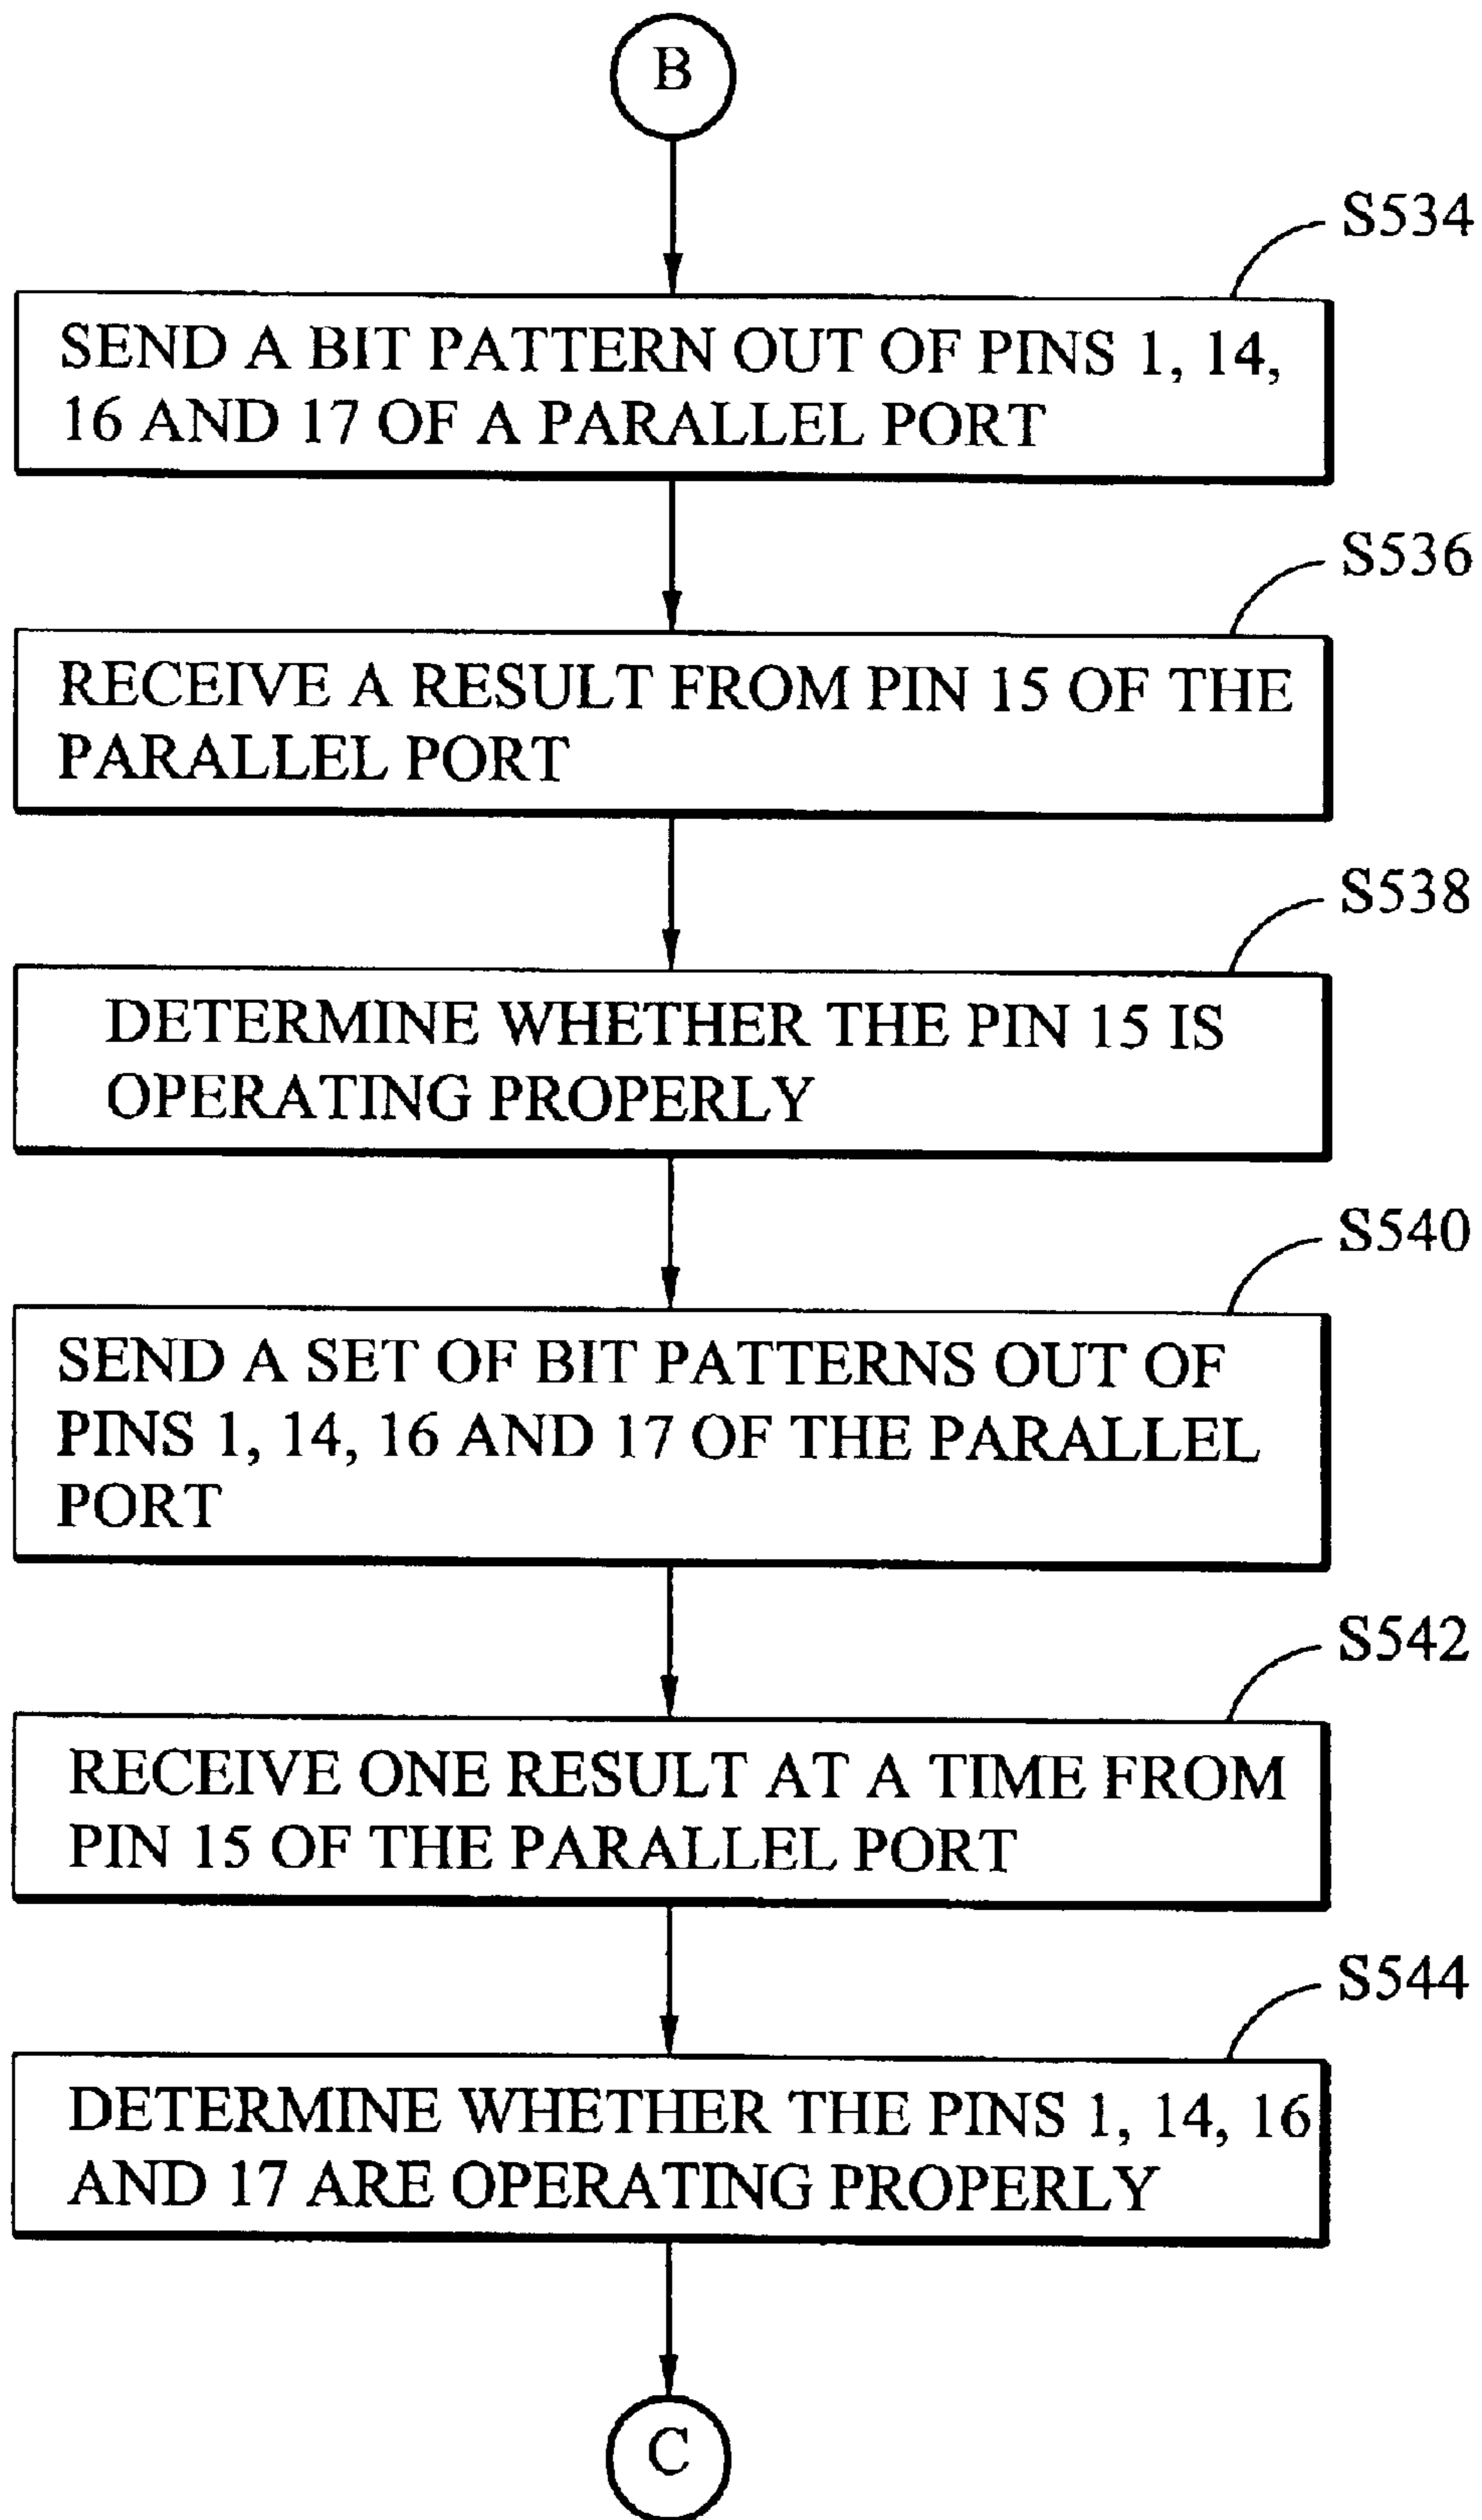 B
S534
SEND A BIT PATTERN OUT OF PINS 1, 14,
16 AND 17 OF A PARALLEL PORT
S536
RECEIVE A RESULT FROM PIN 15 OF THE
PARALLEL PORT
S538
DETERMINE WHETHER THE PIN 15 IS
OPERATING PROPERLY
S540
SEND A SET OF BIT PATTERNS OUT OF
PINS 1, 14, 16 AND 17 OF THE PARALLEL
PORT
S542
RECEIVE ONE RESULT AT A TIME FROM
PIN 15 OF THE PARALLEL PORT
S544
DETERMINE WHETHER THE PINS 1, 14, 16
AND 17 ARE OPERATING PROPERLY
C